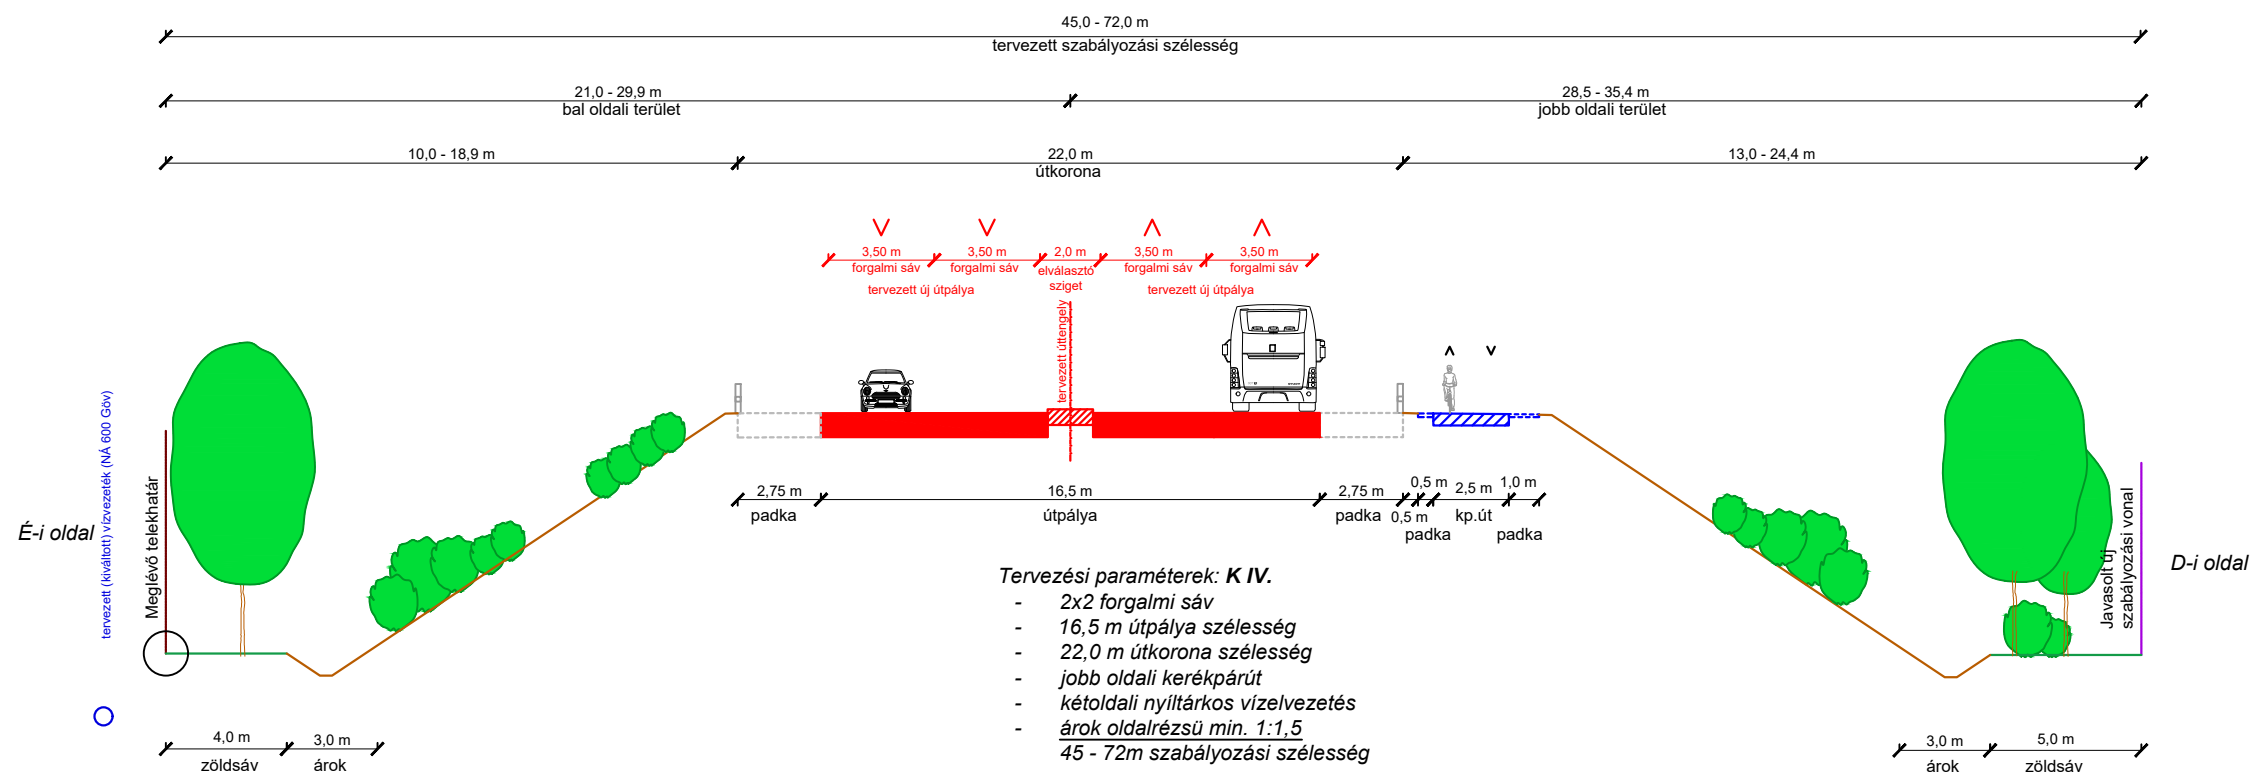 45,0 - 72,0 m
tervezett szabályozási szélesség
21,0 - 29,9 m
bal oldali terület
28,5 - 35,4 m
jobb oldali terület
10,0 - 18,9 m
22,0 m
útkorona
13,0 - 24,4 m
3,50 m
forgalmi sáv
3,50 m
forgalmi sáv
2,0 m
elválasztó
sziget
3,50 m
forgalmi sáv
3,50 m
forgalmi sáv
tervezett új útpálya
tervezett új útpálya
tervezett úttengely
É-i oldal
tervezett (kiváltott) vízvezeték (NÁ 600 Göv)
Meglévő telekhatár
2,75 m
padka
16,5 m
útpálya
2,75 m
padka
0,5 m
0,5 m
padka
2,5 m
kp.út
1,0 m
padka
Javasolt új
szabályozási vonal
D-i oldal
Tervezési paraméterek: K IV.
- 2x2 forgalmi sáv
- 16,5 m útpálya szélesség
- 22,0 m útkorona szélesség
- jobb oldali kerékpárút
- kétoldali nyíltárkos vízelvezetés
- árok oldalrézsü min. 1:1,5
45 - 72m szabályozási szélesség
4,0 m
zöldsáv
3,0 m
árok
3,0 m
árok
5,0 m
zöldsáv